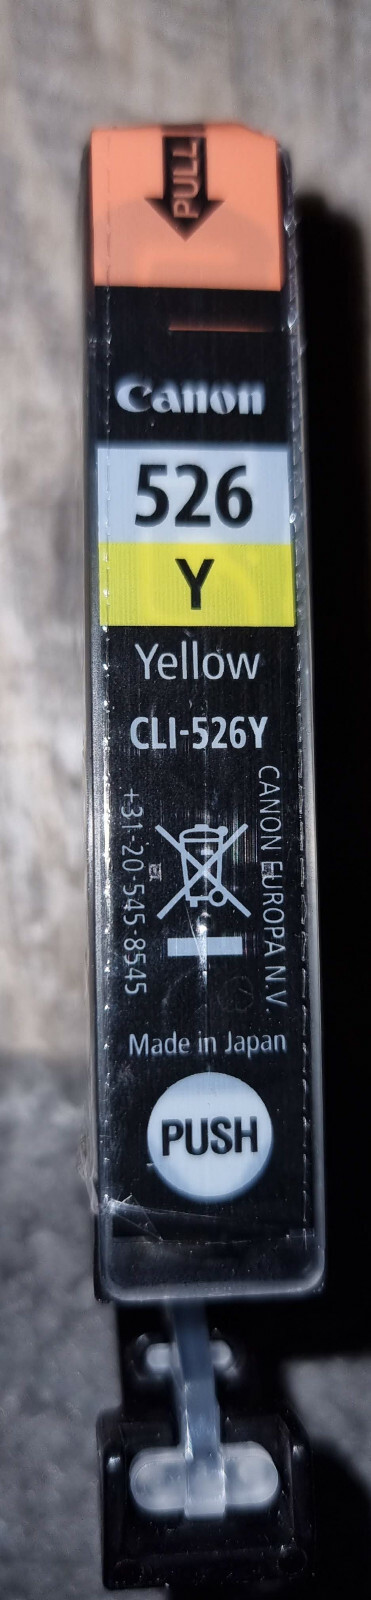 PULL
Canon
526
Y
Yellow
CLI-526Y
+31-20-545-8545
CANON EUROPA N.V.
Made in Japan
PUSH